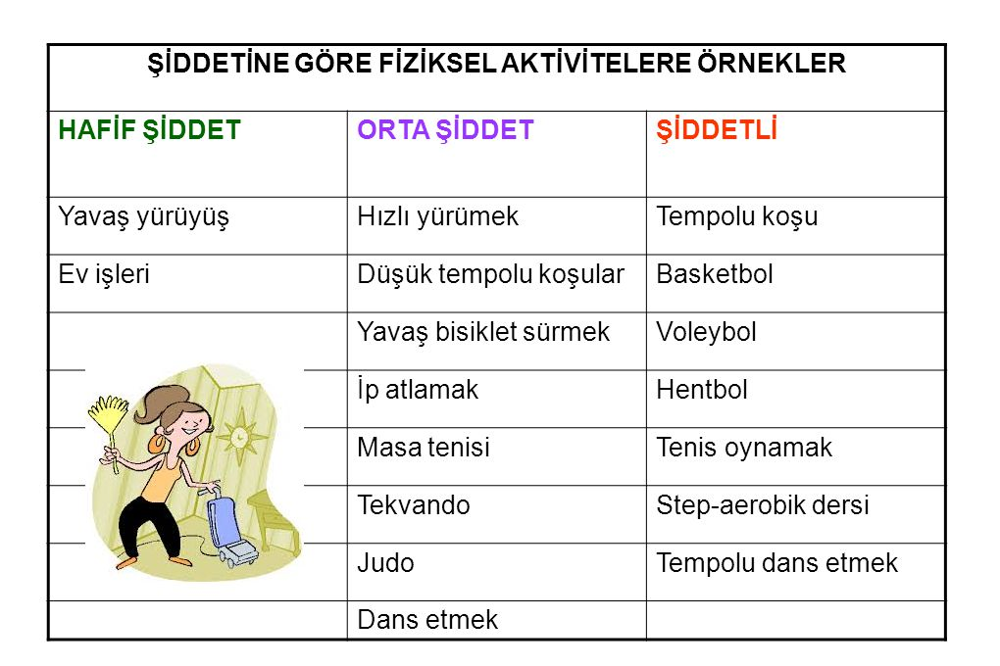 ŞİDDETİNE GÖRE FİZİKSEL AKTİVİTELERE ÖRNEKLER
HAFİF ŞİDDET ORTA ŞİDDET ŞİDDETLİ
Yavaş yürüyüş Hızlı yürümek Tempolu koşu
Ev işleri Düşük tempolu koşular Basketbol
Yavaş bisiklet sürmek Voleybol
İp atlamak Hentbol
Masa tenisi Tenis oynamak
Tekvando Step-aerobik dersi
Judo Tempolu dans etmek
Dans etmek